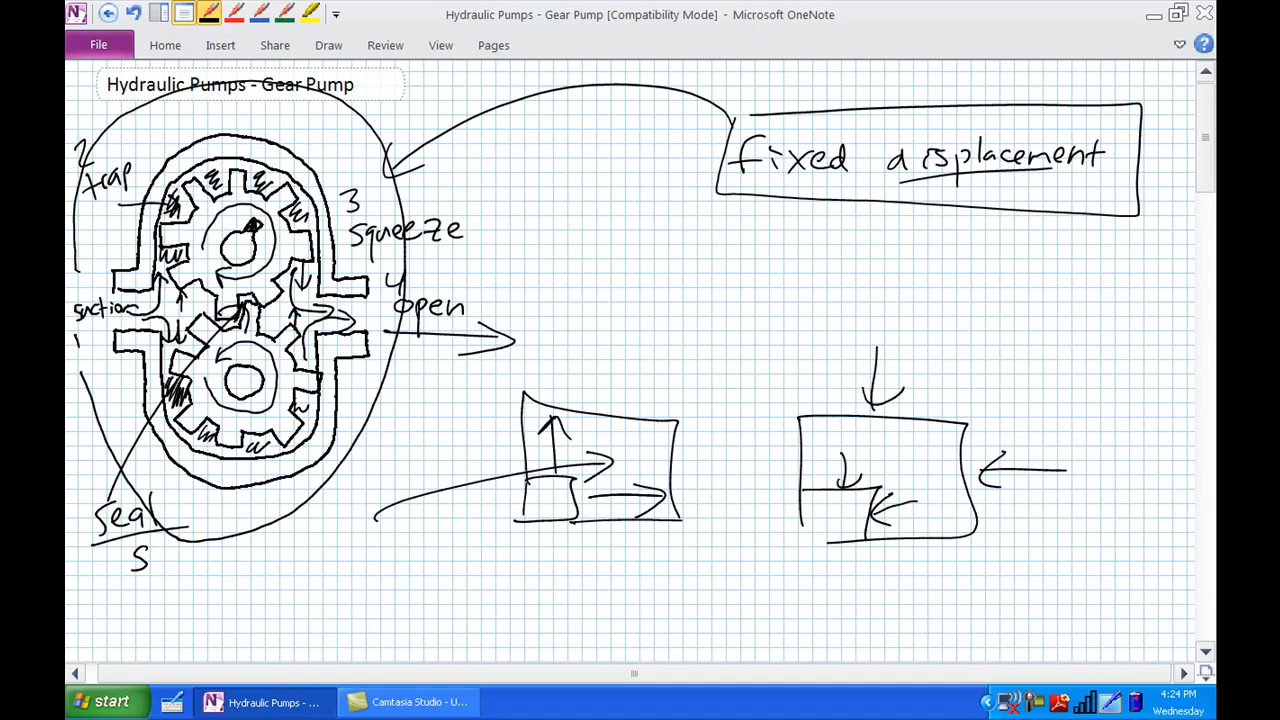 Hydraulic Pumps - Gear Pump [Compatibility Mode] - Microsoft OneNote
File Home Insert Share Draw Review View Pages
Hydraulic Pumps - Gear Pump
fixed displacement
2
trap
3
squeeze
4
open
suction
1
seal
5
start
Hydraulic Pumps - ...
Camtasia Studio - U...
4:24 PM
Wednesday